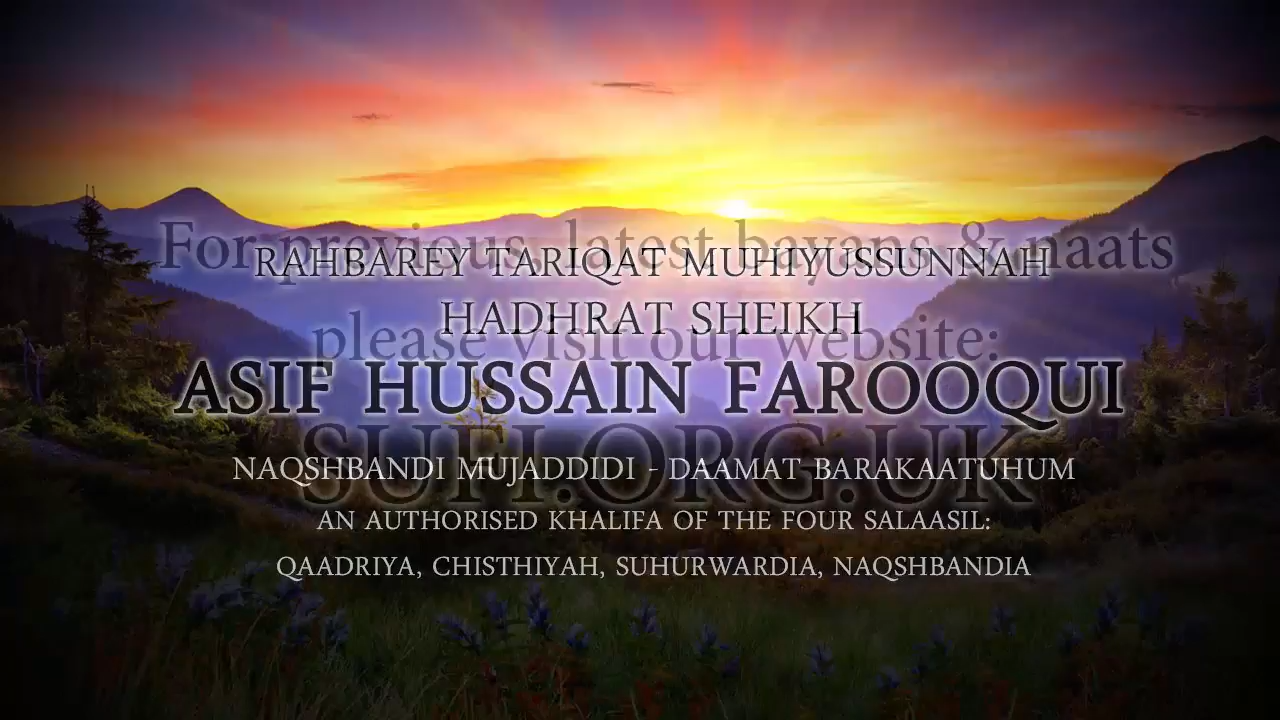 For previous, latest bayans & naats
RAHBAREY TARIQAT MUHIYUSSUNNAH
HADHRAT SHEIKH
please visit our website:
ASIF HUSSAIN FAROOQUI
SUFI.ORG.UK
NAQSHBANDI MUJADDIDI - DAAMAT BARAKAATUHUM
AN AUTHORISED KHALIFA OF THE FOUR SALAASIL:
QAADRIYA, CHISTHIYAH, SUHURWARDIA, NAQSHBANDIA